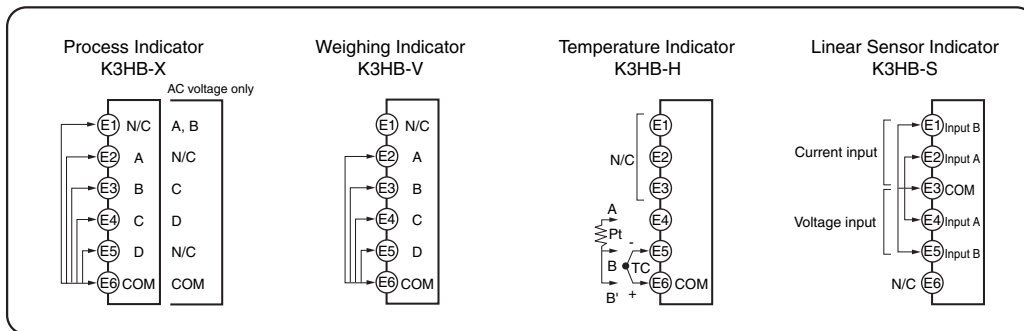 Process Indicator
K3HB-X
AC voltage only
E1 N/C A, B
E2 A N/C
E3 B C
E4 C D
E5 D N/C
E6 COM COM
Weighing Indicator
K3HB-V
E1 N/C
E2 A
E3 B
E4 C
E5 D
E6 COM
Temperature Indicator
K3HB-H
E1
N/C E2
E3
A E4
Pt
- E5
B TC
E6 COM
B' +
Linear Sensor Indicator
K3HB-S
E1 Input B
Current input
E2 Input A
E3 COM
Voltage input
E4 Input A
E5 Input B
N/C E6